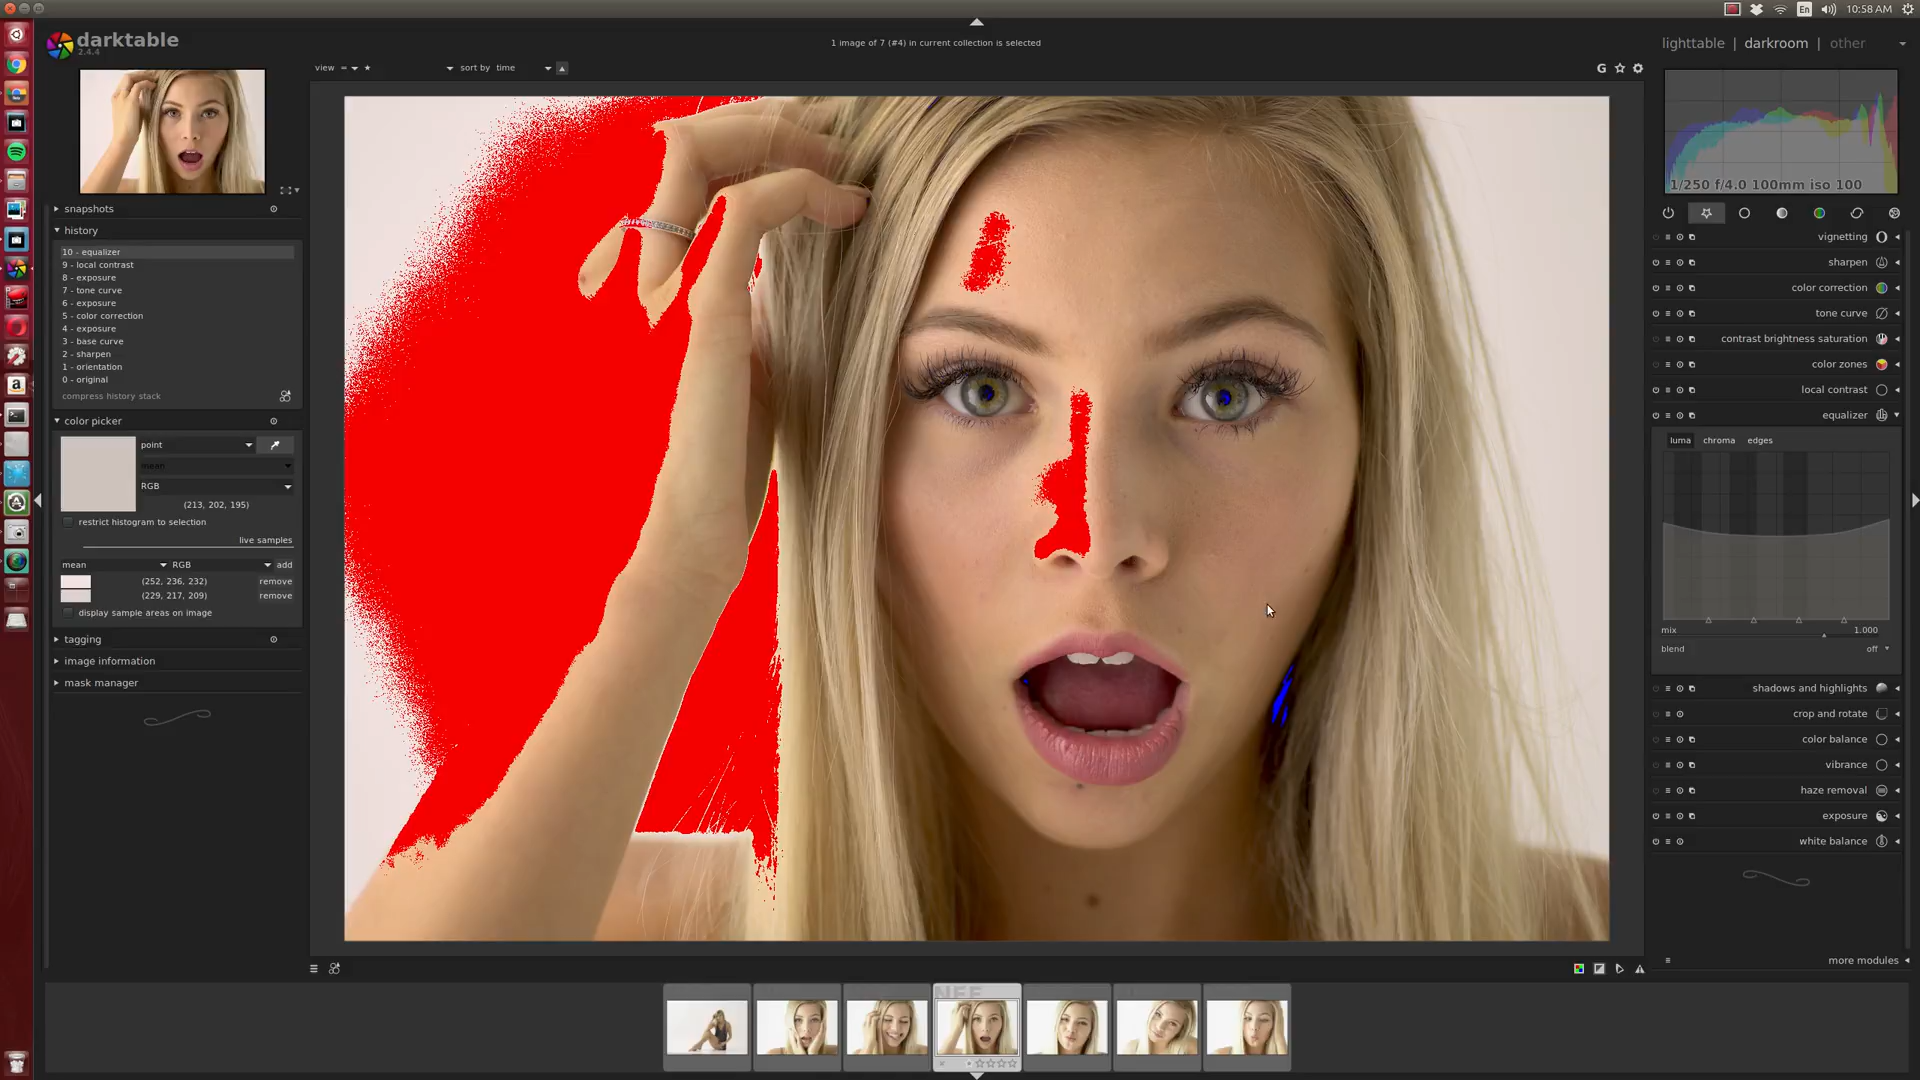 En
10:58 AM
darktable
2.4.4
1 image of 7 (#4) in current collection is selected
lighttable | darkroom | other
view
sort by time
G
1/250 f/4.0 100mm iso 100
snapshots
history
10 - equalizer
9 - local contrast
8 - exposure
7 - tone curve
6 - exposure
5 - color correction
4 - exposure
3 - base curve
2 - sharpen
1 - orientation
0 - original
compress history stack
color picker
point
mean
RGB
(213, 202, 195)
restrict histogram to selection
live samples
mean RGB add
(252, 236, 232) remove
(229, 217, 209) remove
display sample areas on image
tagging
image information
mask manager
vignetting
sharpen
color correction
tone curve
contrast brightness saturation
color zones
local contrast
equalizer
luma chroma edges
mix 1.000
blend off
shadows and highlights
crop and rotate
color balance
vibrance
haze removal
exposure
white balance
more modules